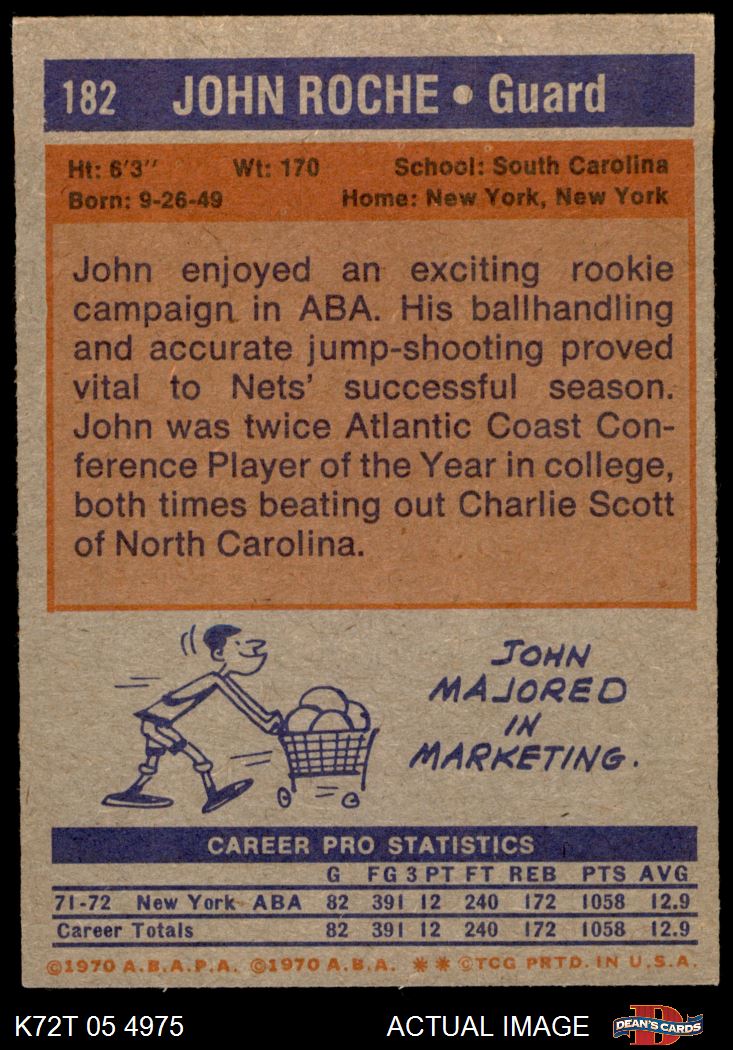 182 JOHN ROCHE • Guard
Ht: 6'3" Wt: 170 School: South Carolina
Born: 9-26-49 Home: New York, New York
John enjoyed an exciting rookie
campaign in ABA. His ballhandling
and accurate jump-shooting proved
vital to Nets' successful season.
John was twice Atlantic Coast Con-
ference Player of the Year in college,
both times beating out Charlie Scott
of North Carolina.
JOHN
MAJORED
IN
MARKETING.
CAREER PRO STATISTICS
G FG 3 PT FT REB PTS AVG
71-72 New York ABA 82 391 12 240 172 1058 12.9
Career Totals 82 391 12 240 172 1058 12.9
©1970 A.B.A.P.A. ©1970 A.B.A. ** ©TCG PRTD. IN U.S.A.
K72T 05 4975 ACTUAL IMAGE DEAN'S CARDS